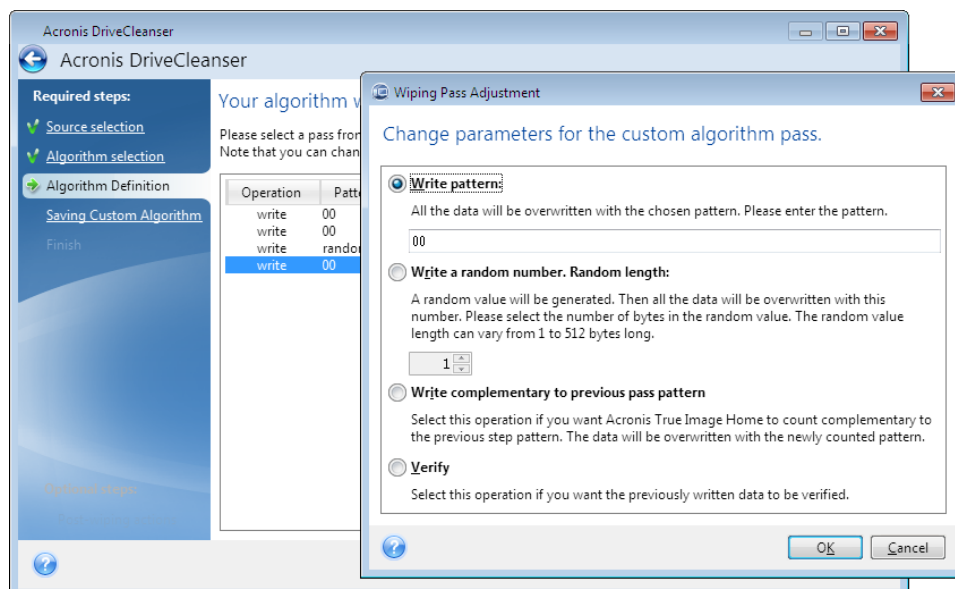 Acronis DriveCleanser
Acronis DriveCleanser
Required steps:
Source selection
Algorithm selection
Algorithm Definition
Saving Custom Algorithm
Finish
Your algorithm
Please select a pass from
Note that you can chan
Operation Patte
write 00
write 00
write random
write 00
Wiping Pass Adjustment
Change parameters for the custom algorithm pass.
Write pattern:
All the data will be overwritten with the chosen pattern. Please enter the pattern.
00
Write a random number. Random length:
A random value will be generated. Then all the data will be overwritten with this
number. Please select the number of bytes in the random value. The random value
length can vary from 1 to 512 bytes long.
1
Write complementary to previous pass pattern
Select this operation if you want Acronis True Image Home to count complementary to
the previous step pattern. The data will be overwritten with the newly counted pattern.
Verify
Select this operation if you want the previously written data to be verified.
OK
Cancel